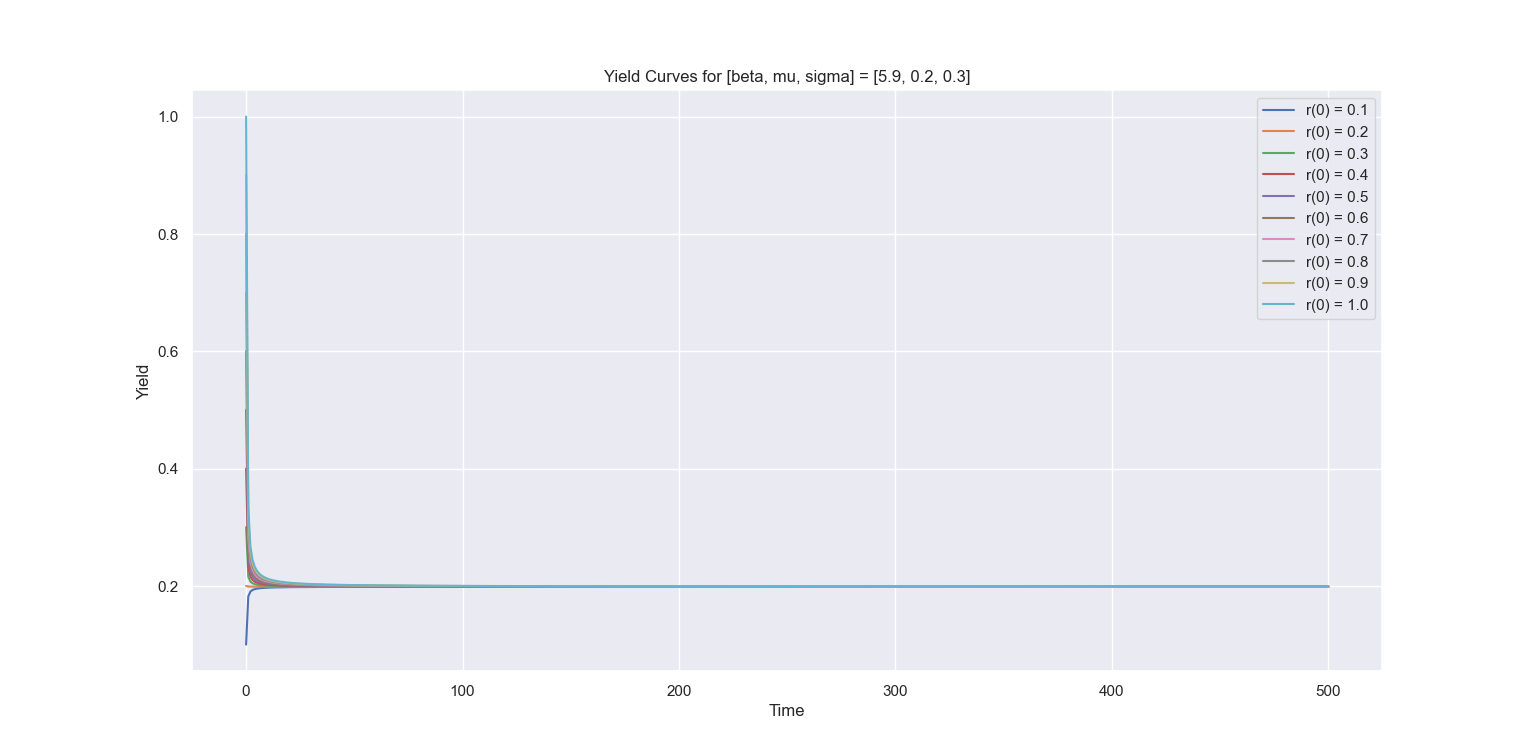 Yield Curves for [beta, mu, sigma] = [5.9, 0.2, 0.3]
r(0) = 0.1
r(0) = 0.2
r(0) = 0.3
r(0) = 0.4
r(0) = 0.5
r(0) = 0.6
r(0) = 0.7
r(0) = 0.8
r(0) = 0.9
r(0) = 1.0
Yield
1.0
0.8
0.6
0.4
0.2
0 100 200 300 400 500
Time